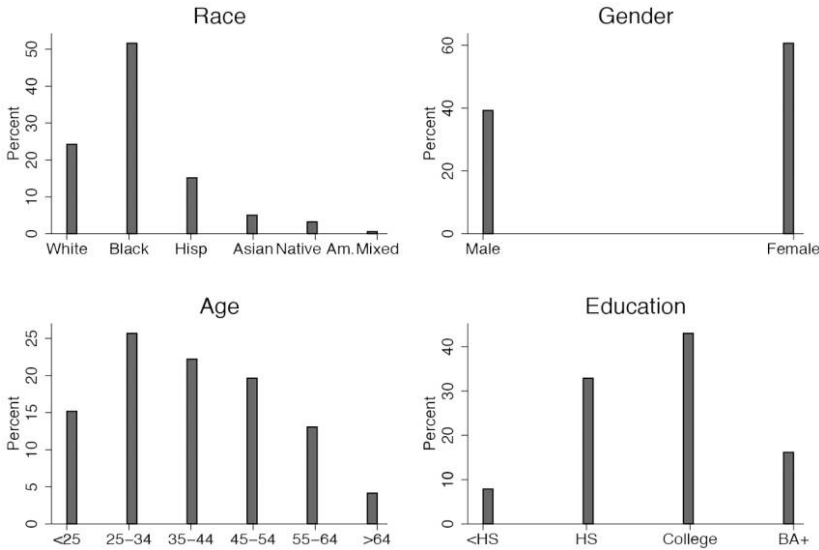 Race
Percent
0 10 20 30 40 50
White Black Hisp Asian Native Am. Mixed
Gender
Percent
0 20 40 60
Male Female
Age
Percent
0 5 10 15 20 25
<25 25–34 35–44 45–54 55–64 >64
Education
Percent
0 10 20 30 40
<HS HS College BA+